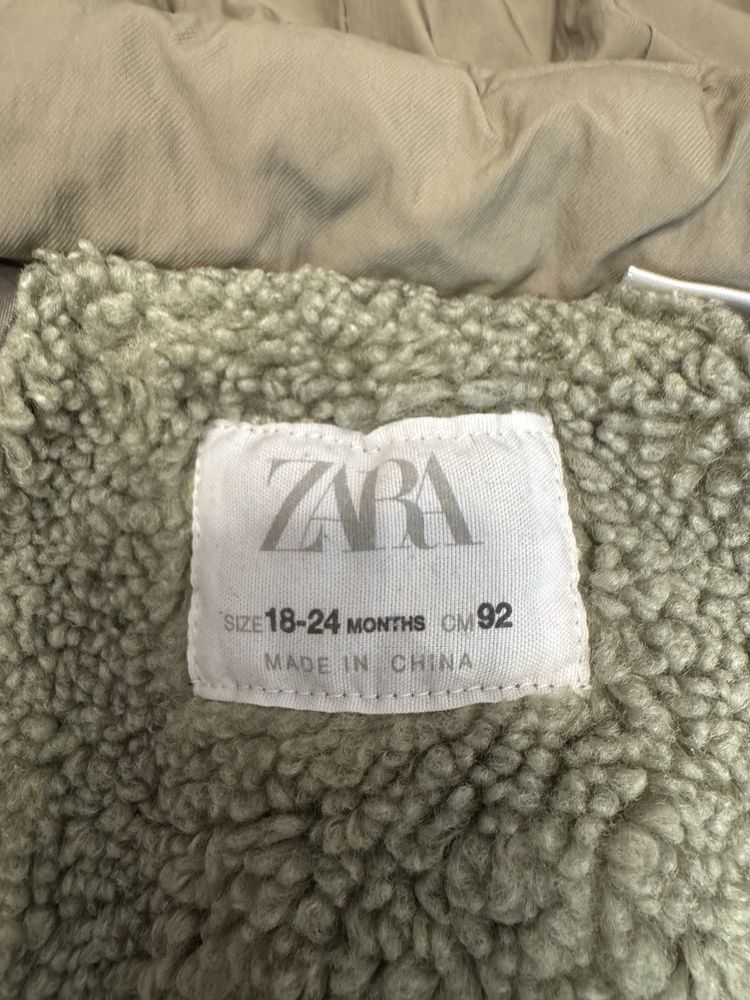 ZARA
SIZE 18-24 MONTHS CM 92
MADE IN CHINA